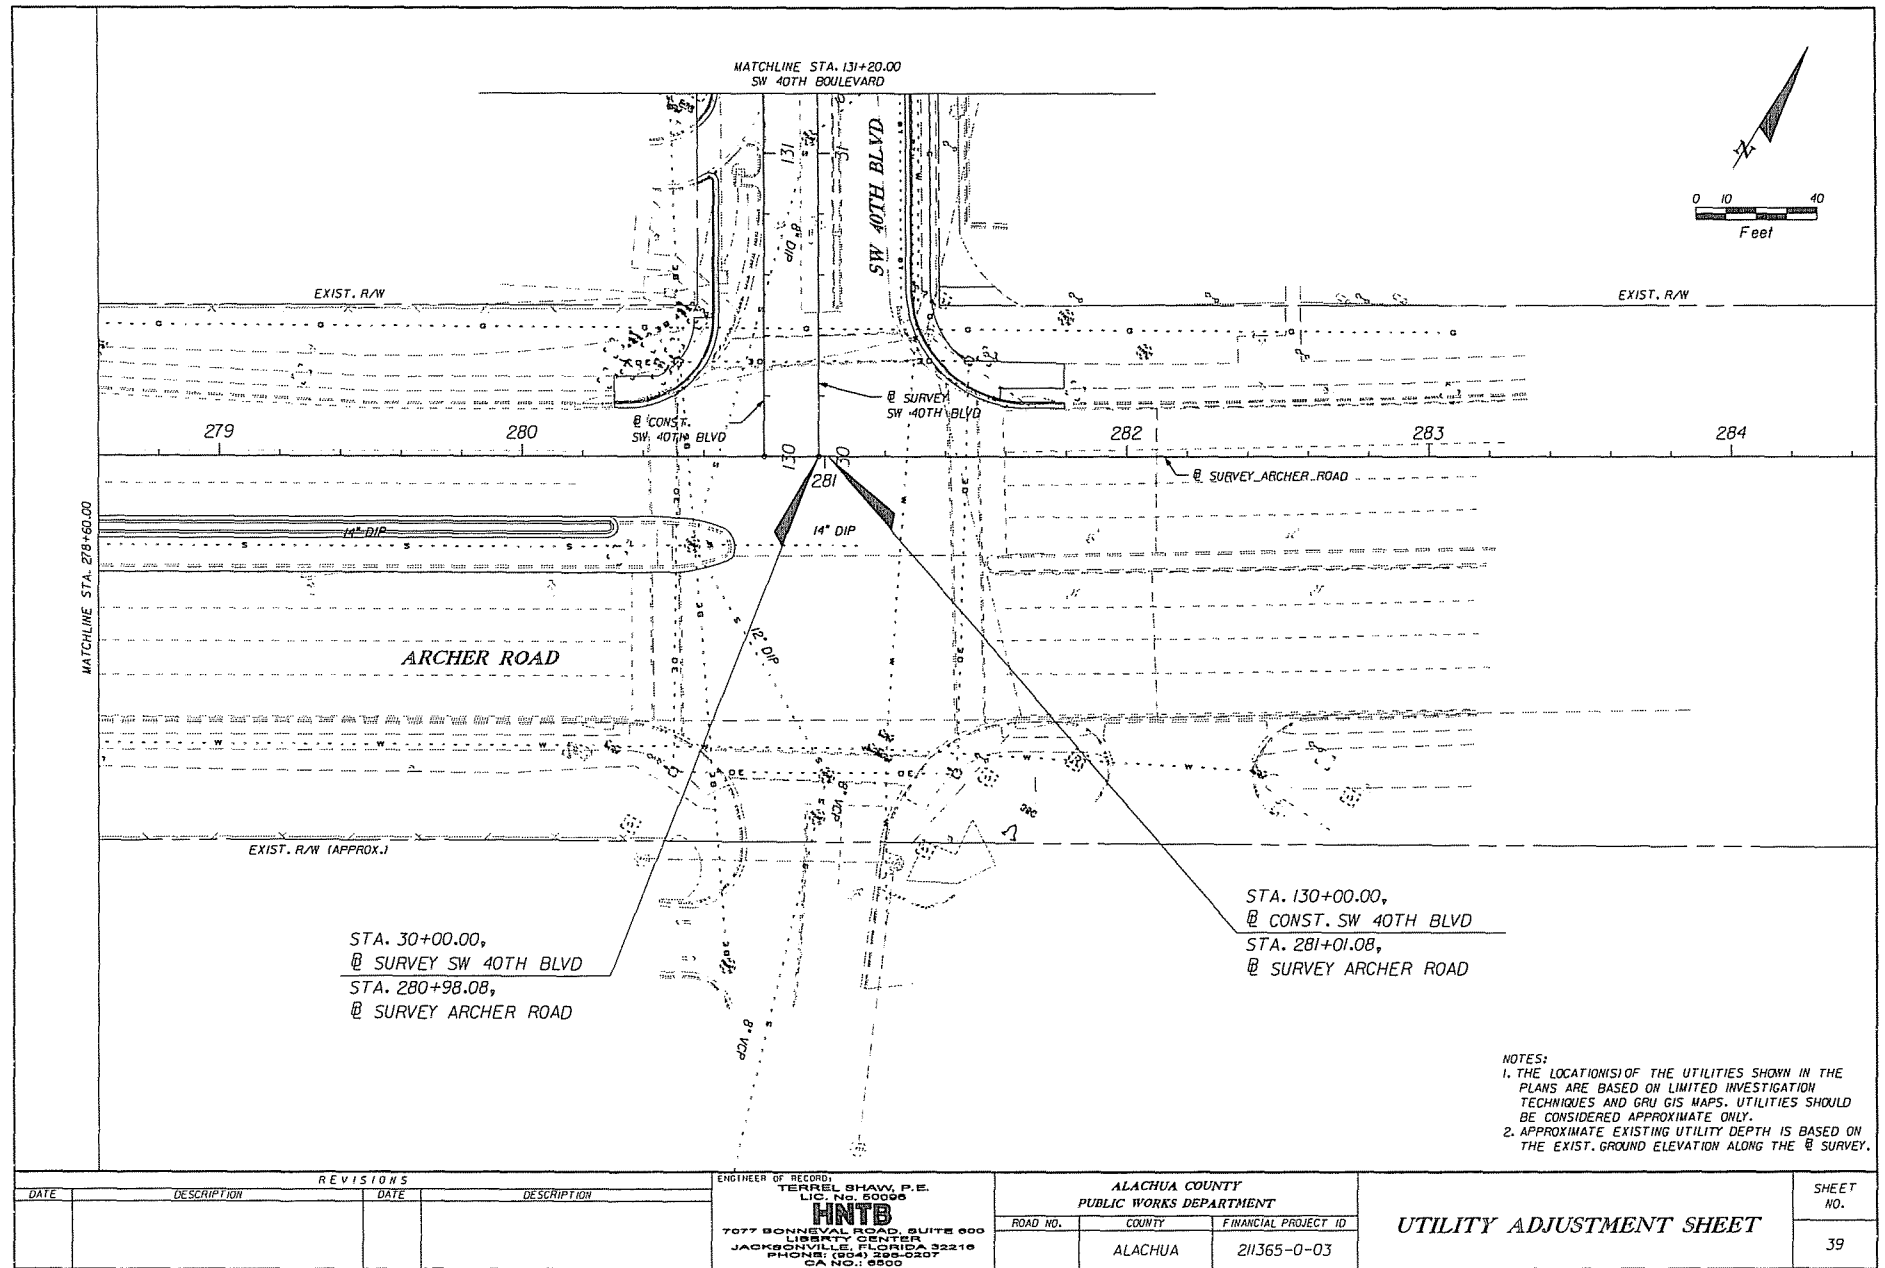 MATCHLINE STA. 131+20.00
SW 40TH BOULEVARD
N
0 10 40
Feet
SW 40TH BLVD
131
31
8" DIP
EXIST. R/W
EXIST. R/W
℄ SURVEY
SW 40TH BLVD
℄ CONST.
SW 40TH BLVD
279
280
281
282
283
284
130
30
℄ SURVEY ARCHER ROAD
MATCHLINE STA. 278+60.00
14" DIP
14" DIP
12" DIP
ARCHER ROAD
8" VCP
EXIST. R/W (APPROX.)
8" VCP
STA. 30+00.00,
℄ SURVEY SW 40TH BLVD
STA. 280+98.08,
℄ SURVEY ARCHER ROAD
STA. 130+00.00,
℄ CONST. SW 40TH BLVD
STA. 281+01.08,
℄ SURVEY ARCHER ROAD
NOTES:
1. THE LOCATION(S) OF THE UTILITIES SHOWN IN THE
PLANS ARE BASED ON LIMITED INVESTIGATION
TECHNIQUES AND GRU GIS MAPS. UTILITIES SHOULD
BE CONSIDERED APPROXIMATE ONLY.
2. APPROXIMATE EXISTING UTILITY DEPTH IS BASED ON
THE EXIST. GROUND ELEVATION ALONG THE ℄ SURVEY.
REVISIONS
DATE DESCRIPTION DATE DESCRIPTION
ENGINEER OF RECORD:
TERREL SHAW, P.E.
LIC. No. 50096
HNTB
7077 BONNEVAL ROAD, SUITE 600
LIBERTY CENTER
JACKSONVILLE, FLORIDA 32216
PHONE: (904) 296-0207
CA NO.: 6500
ALACHUA COUNTY
PUBLIC WORKS DEPARTMENT
ROAD NO. COUNTY FINANCIAL PROJECT ID
ALACHUA 211365-0-03
UTILITY ADJUSTMENT SHEET
SHEET
NO.
39